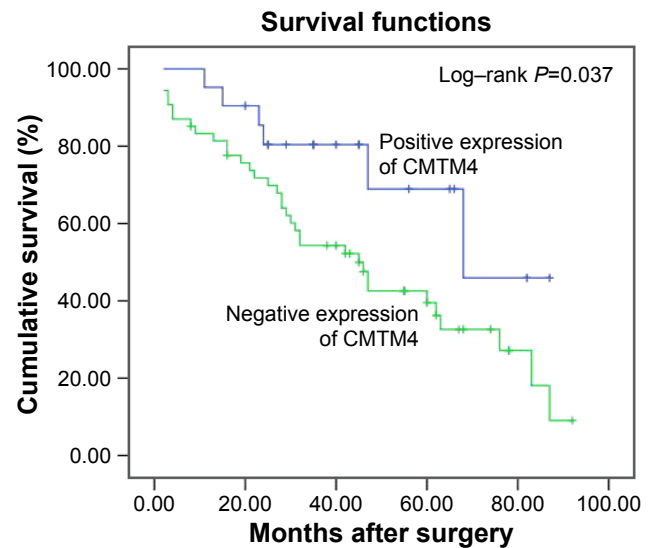 Survival functions
Log–rank P=0.037
Positive expression
of CMTM4
Negative expression
of CMTM4
Cumulative survival (%)
100.00
80.00
60.00
40.00
20.00
0.00
0.00 20.00 40.00 60.00 80.00 100.00
Months after surgery